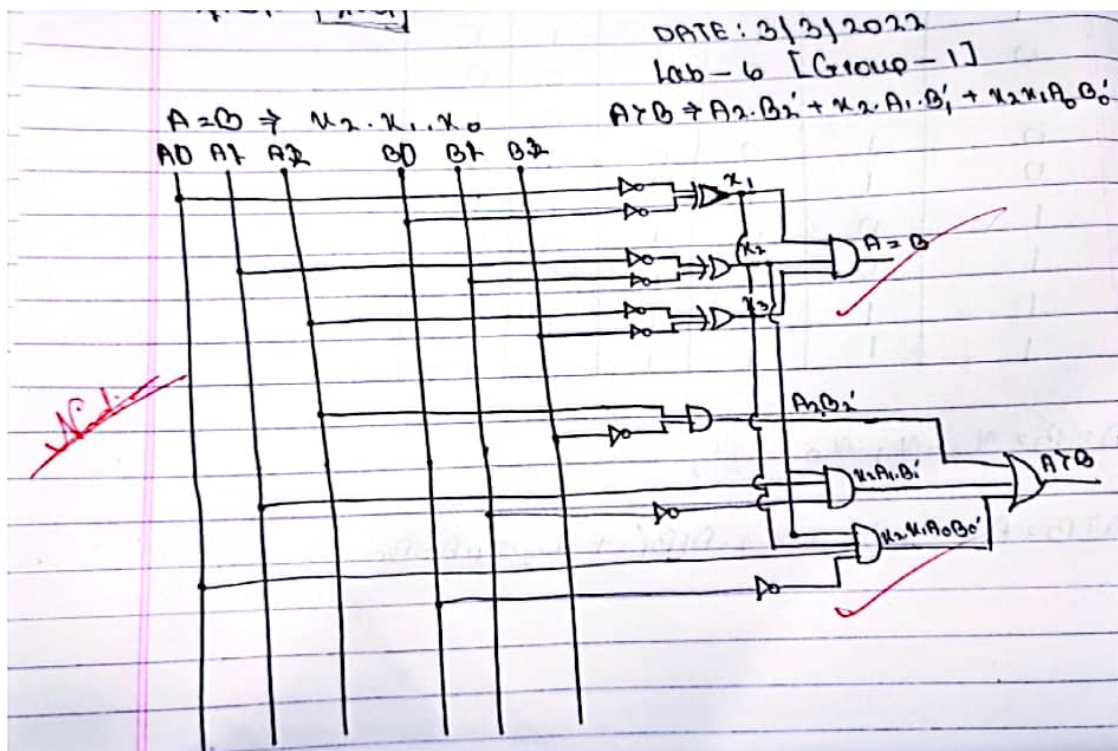 DATE: 3/3/2022
Lab-6 [Group-1]
A=B ⇒ x2.x1.x0
A>B ⇒ A2.B2' + x2.A1.B1' + x2x1A0B0'
A0 A1 A2 B0 B1 B2
x1
x2
A = B
x3
A2B2'
A>B
x2A1.B1'
x2x1A0B0'